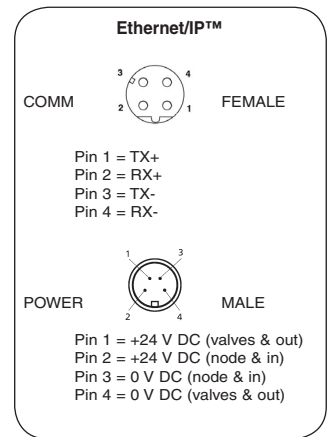 Ethernet/IP™
3 4
COMM FEMALE
2 1
Pin 1 = TX+
Pin 2 = RX+
Pin 3 = TX-
Pin 4 = RX-
1 3
POWER MALE
2 4
Pin 1 = +24 V DC (valves & out)
Pin 2 = +24 V DC (node & in)
Pin 3 = 0 V DC (node & in)
Pin 4 = 0 V DC (valves & out)